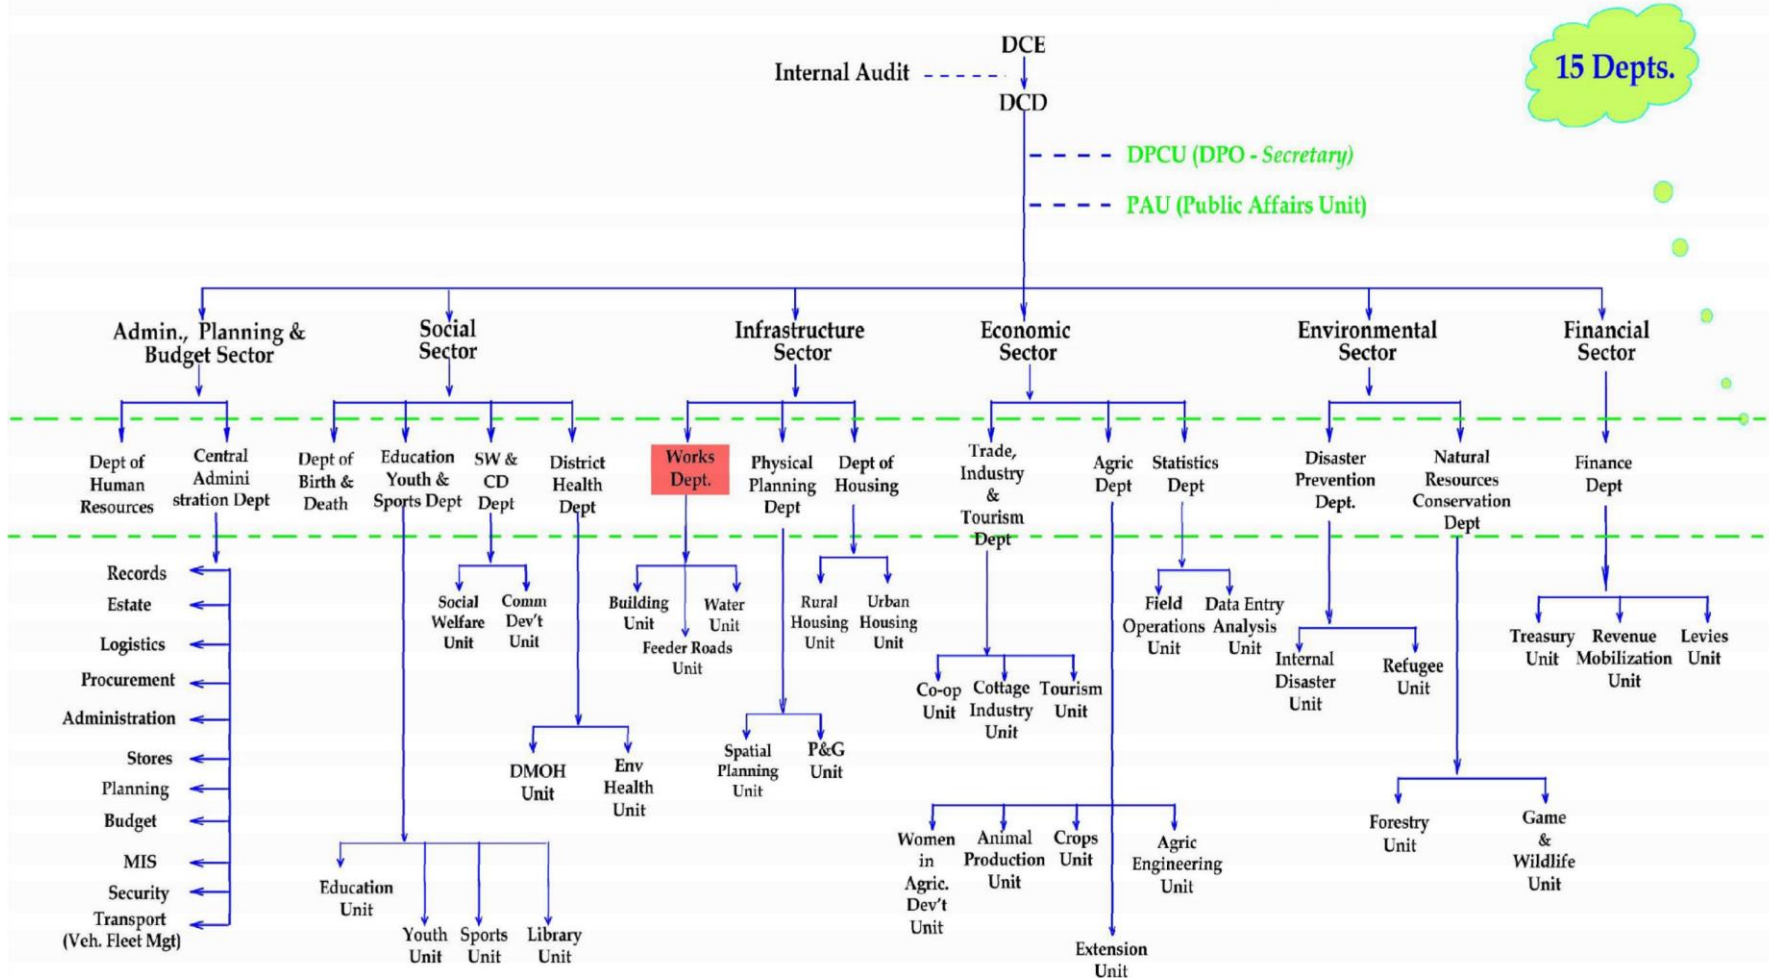 DCE
Internal Audit
15 Depts.
DCD
DPCU (DPO - Secretary)
PAU (Public Affairs Unit)
Admin., Planning &
Budget Sector
Social
Sector
Infrastructure
Sector
Economic
Sector
Environmental
Sector
Financial
Sector
Dept of
Human
Resources
Central
Admini
stration Dept
Dept of
Birth &
Death
Education
Youth &
Sports Dept
SW &
CD
Dept
District
Health
Dept
Works
Dept.
Physical
Planning
Dept
Dept of
Housing
Trade,
Industry
&
Tourism
Dept
Agric
Dept
Statistics
Dept
Disaster
Prevention
Dept.
Natural
Resources
Conservation
Dept
Finance
Dept
Records
Estate
Logistics
Procurement
Administration
Stores
Planning
Budget
MIS
Security
Transport
(Veh. Fleet Mgt)
Education
Unit
Youth
Unit
Sports
Unit
Library
Unit
Social
Welfare
Unit
Comm
Dev't
Unit
DMOH
Unit
Env
Health
Unit
Building
Unit
Feeder Roads
Unit
Water
Unit
Spatial
Planning
Unit
P&G
Unit
Rural
Housing
Unit
Urban
Housing
Unit
Co-op
Unit
Cottage
Industry
Unit
Tourism
Unit
Women
in
Agric.
Dev't
Unit
Animal
Production
Unit
Crops
Unit
Agric
Engineering
Unit
Extension
Unit
Field
Operations
Unit
Data Entry
Analysis
Unit
Internal
Disaster
Unit
Refugee
Unit
Forestry
Unit
Game
&
Wildlife
Unit
Treasury
Unit
Revenue
Mobilization
Unit
Levies
Unit